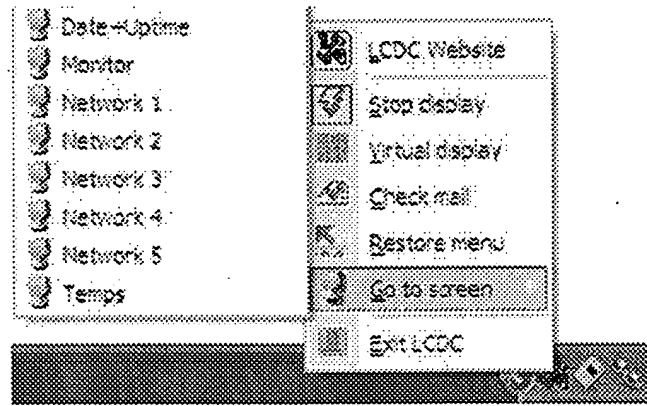 Date-Uptime
Monitor
Network 1
Network 2
Network 3
Network 4
Network 5
Temps
LCDC Website
Stop display
Virtual display
Check mail
Restore menu
Go to screen
Exit LCDC